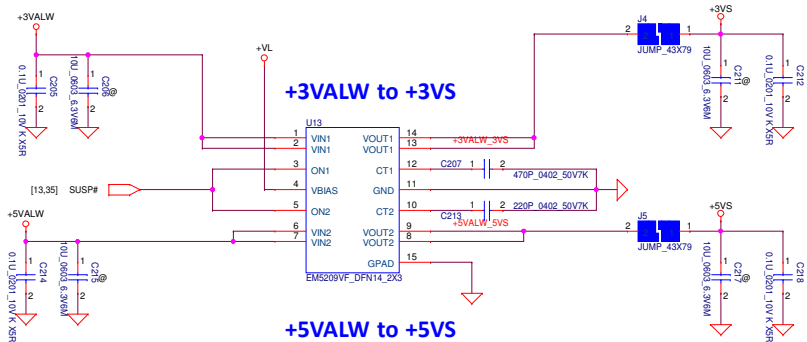 +3VALW
+VL
+3VS
J4
2
1
JUMP_43X79
C205
0.1U_0201_10V K X5R
1
2
C206
@
10U_0603_6.3V6M
1
2
C211
@
10U_0603_6.3V6M
1
2
C212
0.1U_0201_10V K X5R
1
2
+3VALW to +3VS
U13
1 VIN1
2 VIN1
VOUT1 14
VOUT1 13
+3VALW_3VS
3 ON1
CT1 12
C207 1 2
470P_0402_50V7K
[13,35] SUSP#
4 VBIAS
GND 11
5 ON2
CT2 10
C213 1 2
220P_0402_50V7K
+5VALW_5VS
6 VIN2
7 VIN2
VOUT2 9
VOUT2 8
GPAD 15
EM5209VF_DFN14_2X3
+5VALW
+5VS
J5
2
1
JUMP_43X79
C214
0.1U_0201_10V K X5R
1
2
C215
@
10U_0603_6.3V6M
1
2
C217
@
10U_0603_6.3V6M
1
2
C218
0.1U_0201_10V K X5R
1
2
+5VALW to +5VS